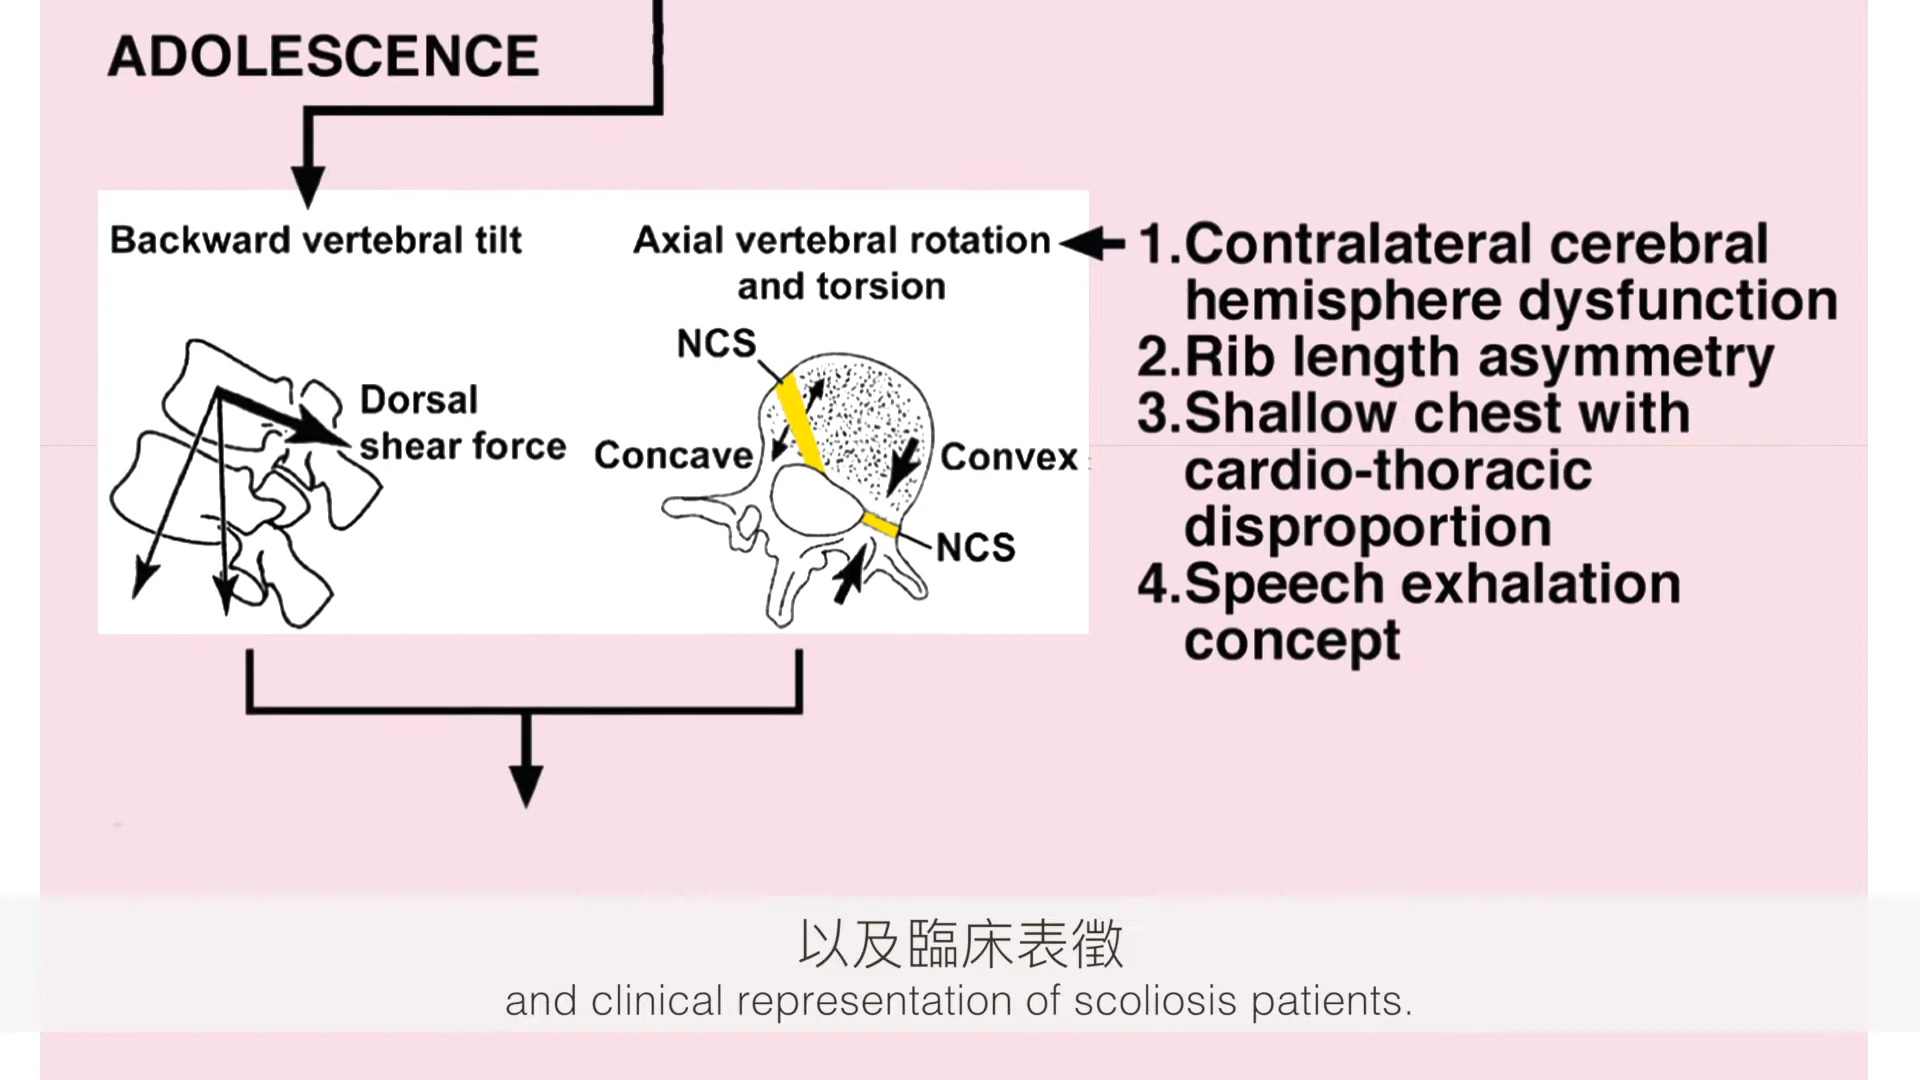 ADOLESCENCE
Backward vertebral tilt
Dorsal
shear force
Axial vertebral rotation
and torsion
NCS
Concave
Convex
NCS
1.Contralateral cerebral
hemisphere dysfunction
2.Rib length asymmetry
3.Shallow chest with
cardio-thoracic
disproportion
4.Speech exhalation
concept
以及臨床表徵
and clinical representation of scoliosis patients.